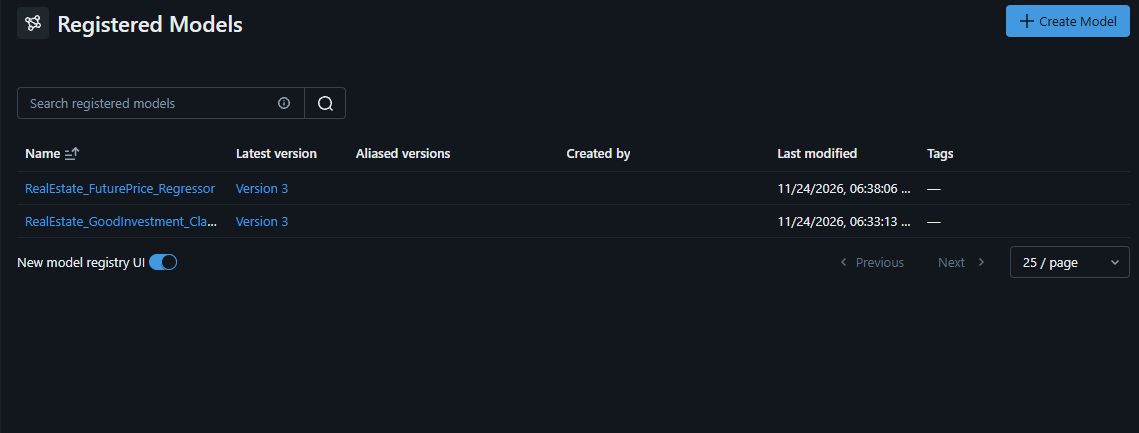 Registered Models
Create Model
Search registered models
Name Latest version Aliased versions Created by Last modified Tags
RealEstate_FuturePrice_Regressor Version 3 11/24/2026, 06:38:06 ... —
RealEstate_GoodInvestment_Cla... Version 3 11/24/2026, 06:33:13 ... —
New model registry UI Previous Next 25 / page